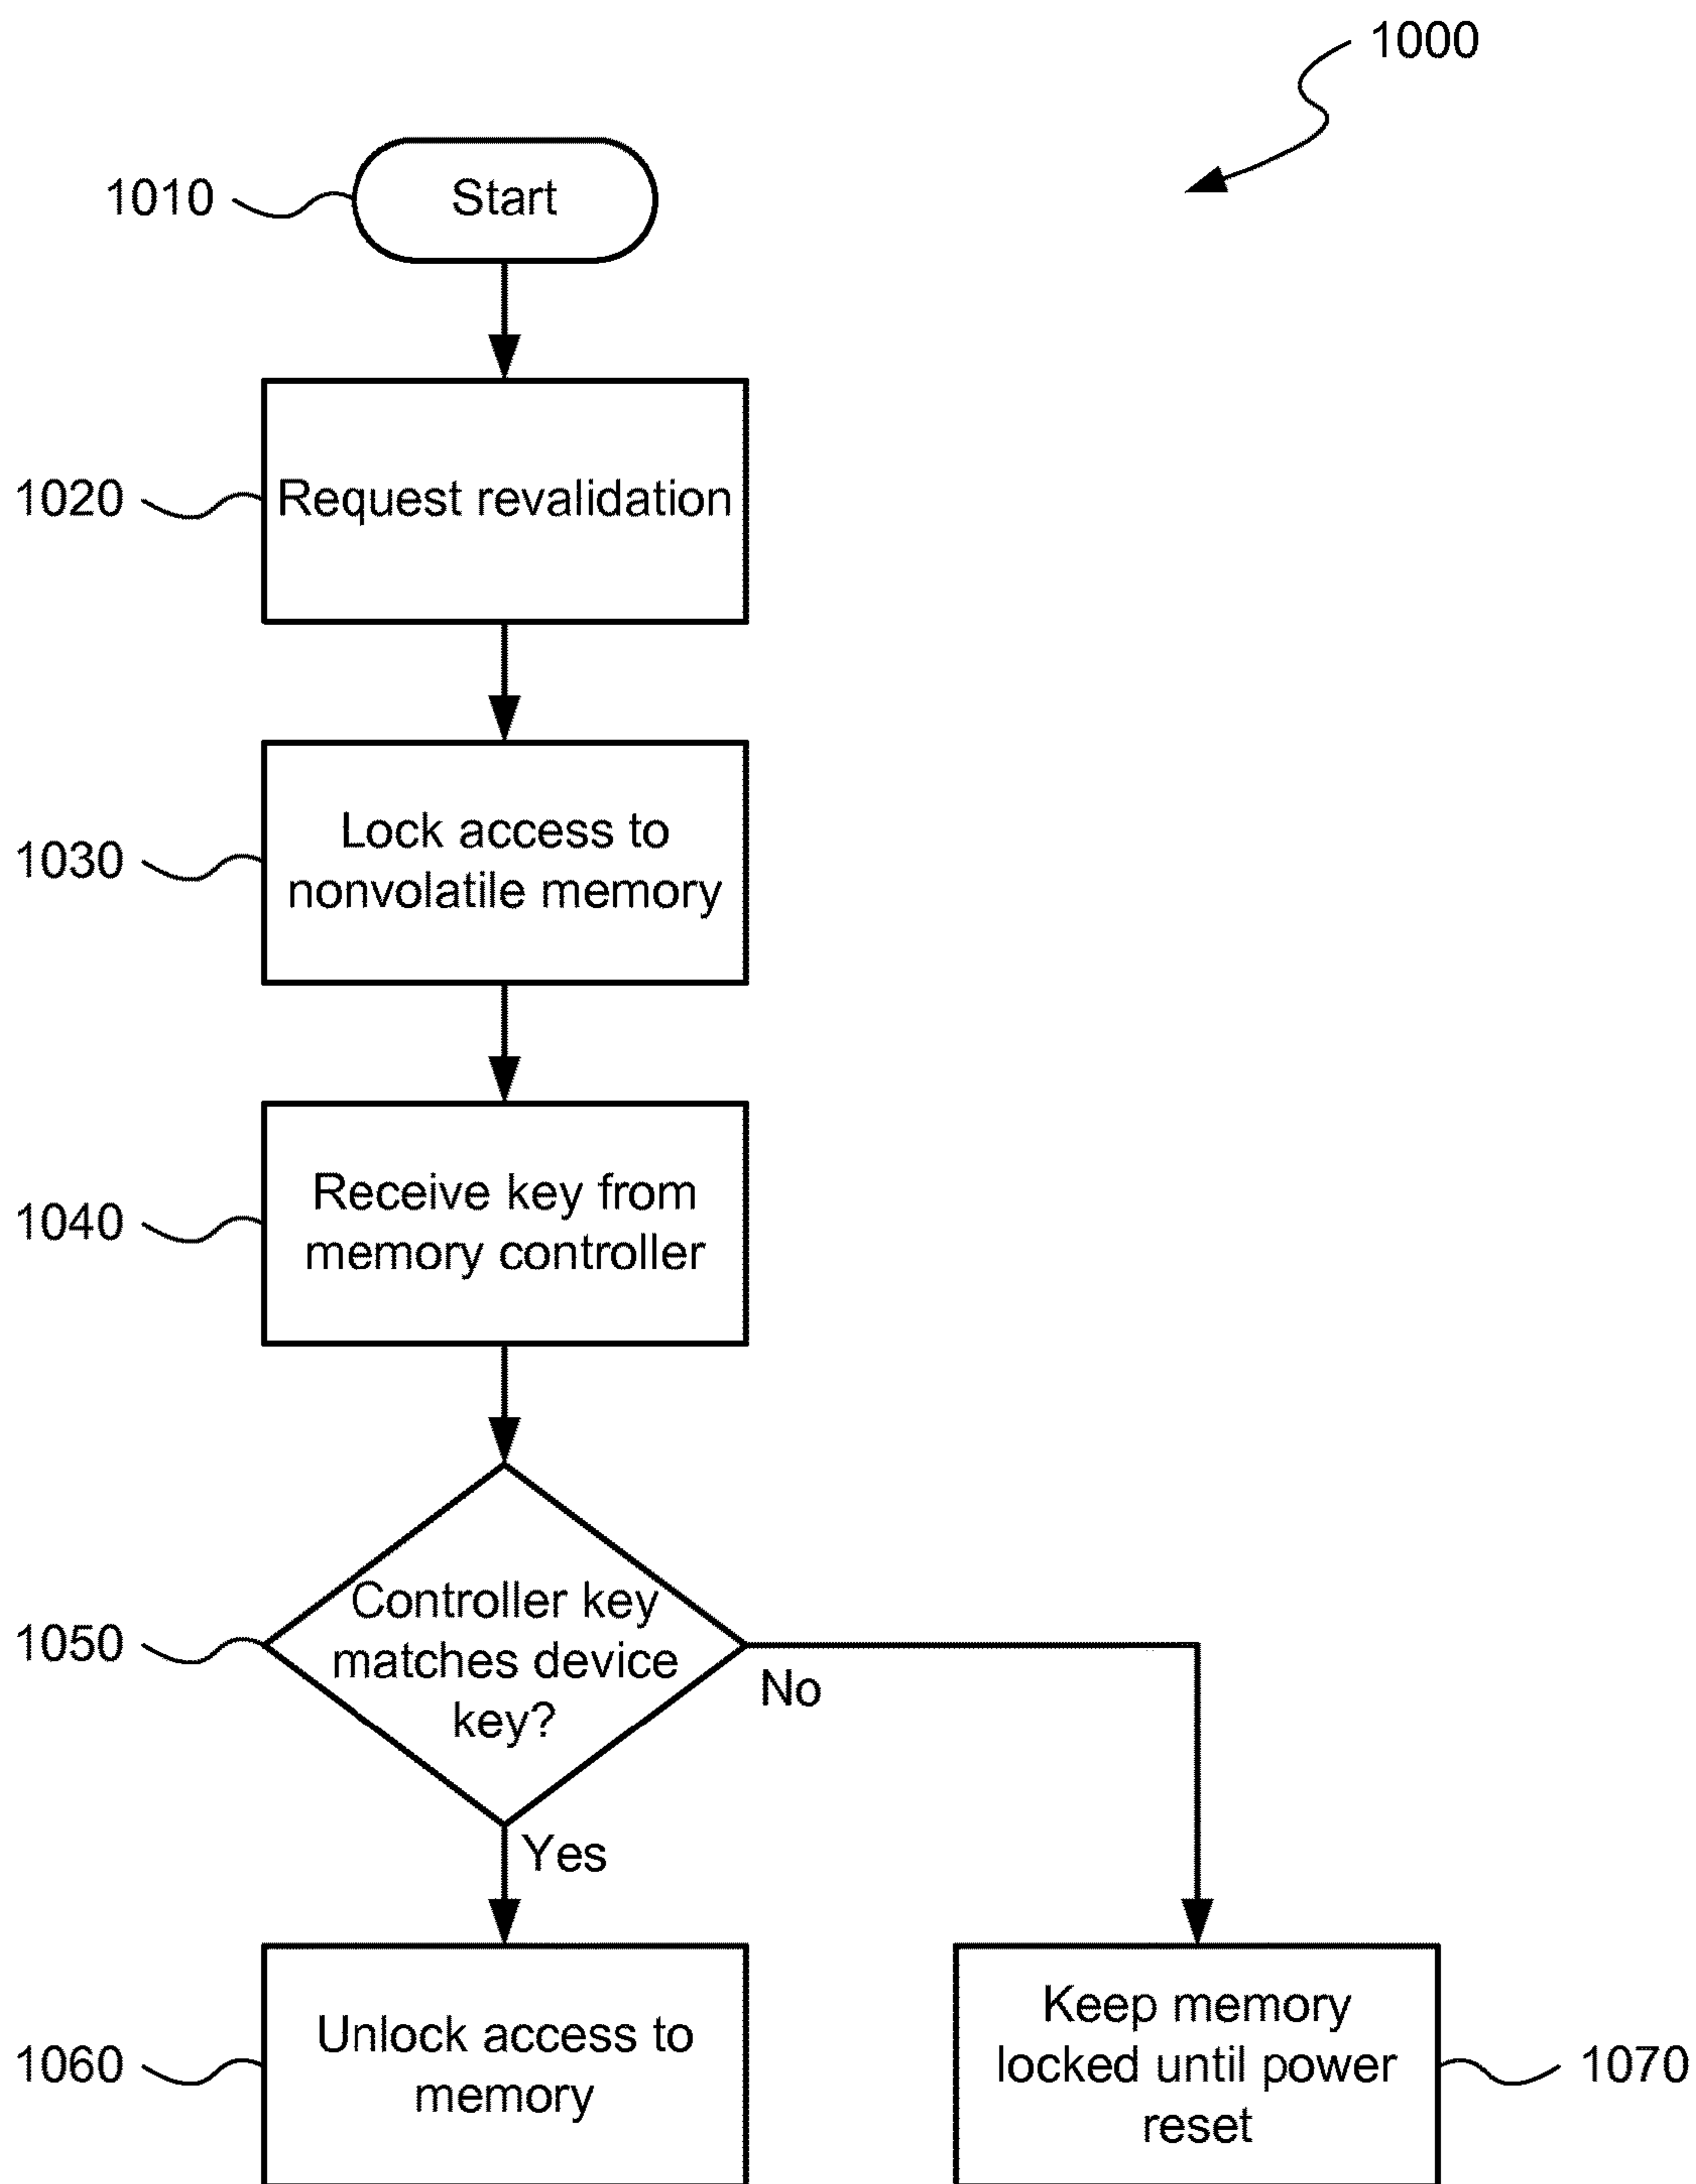 1000
1010
Start
1020
Request revalidation
1030
Lock access to
nonvolatile memory
1040
Receive key from
memory controller
1050
Controller key
matches device
key?
No
Yes
1060
Unlock access to
memory
Keep memory
locked until power
reset
1070